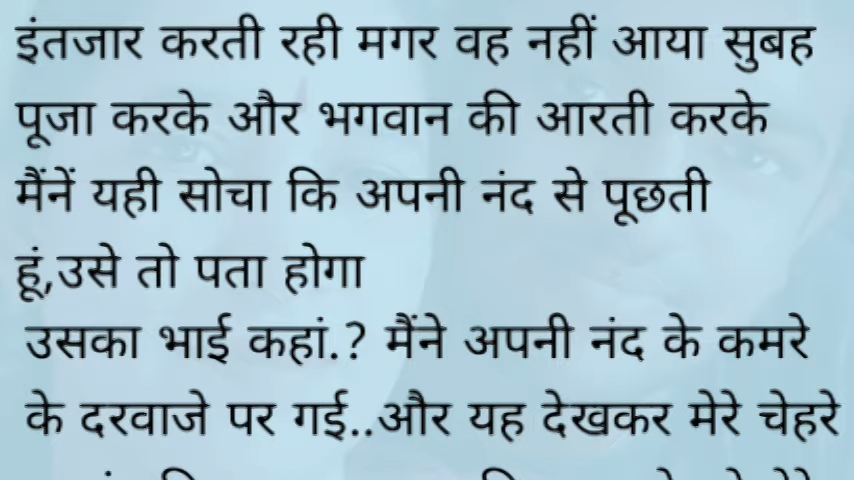 इंतजार करती रही मगर वह नहीं आया सुबह
पूजा करके और भगवान की आरती करके
मैंनें यही सोचा कि अपनी नंद से पूछती
हूं,उसे तो पता होगा
उसका भाई कहां.? मैंने अपनी नंद के कमरे
के दरवाजे पर गई..और यह देखकर मेरे चेहरे